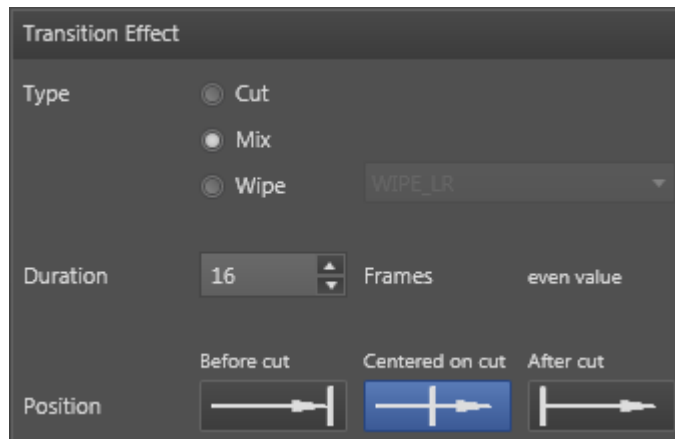 Transition Effect
Type
Cut
Mix
Wipe WIPE_LR
Duration 16 Frames even value
Before cut Centered on cut After cut
Position